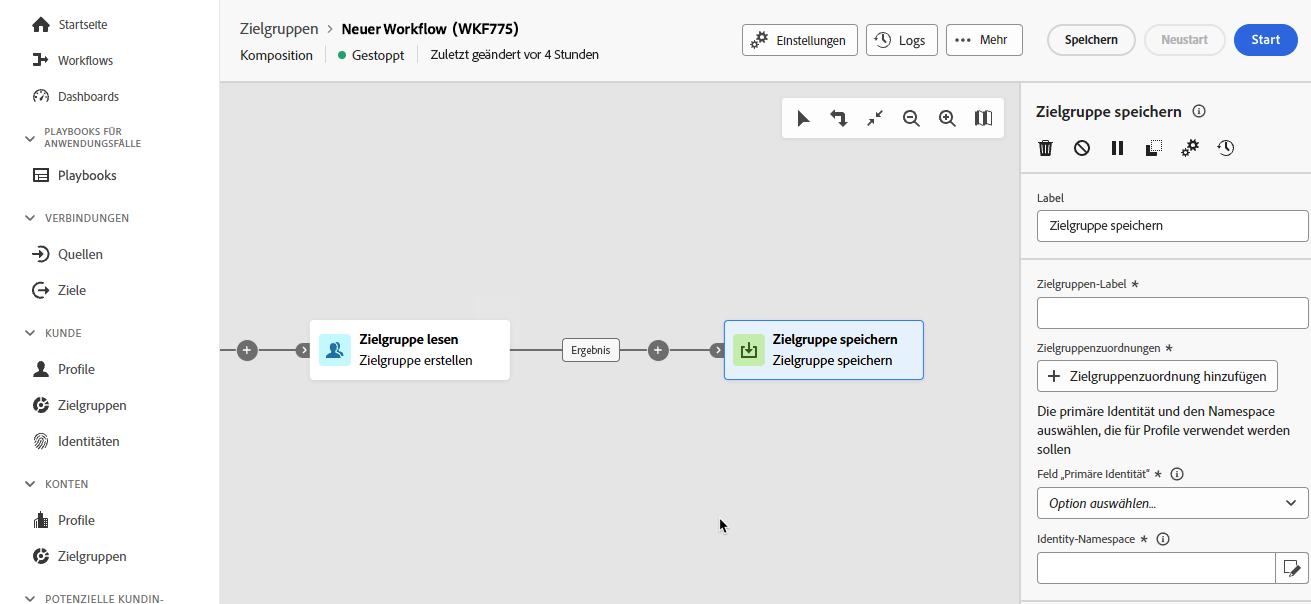 Startseite
Workflows
Dashboards
PLAYBOOKS FÜR
ANWENDUNGSFÄLLE
Playbooks
VERBINDUNGEN
Quellen
Ziele
KUNDE
Profile
Zielgruppen
Identitäten
KONTEN
Profile
Zielgruppen
POTENZIELLE KUNDIN-
Zielgruppen > Neuer Workflow (WKF775)
Komposition Gestoppt Zuletzt geändert vor 4 Stunden
Einstellungen Logs ••• Mehr Speichern Neustart Start
Zielgruppe lesen
Zielgruppe erstellen
Ergebnis
Zielgruppe speichern
Zielgruppe speichern
Zielgruppe speichern
Label
Zielgruppe speichern
Zielgruppen-Label *
Zielgruppenzuordnungen *
+ Zielgruppenzuordnung hinzufügen
Die primäre Identität und den Namespace
auswählen, die für Profile verwendet werden
sollen
Feld „Primäre Identität“ *
Option auswählen...
Identity-Namespace *